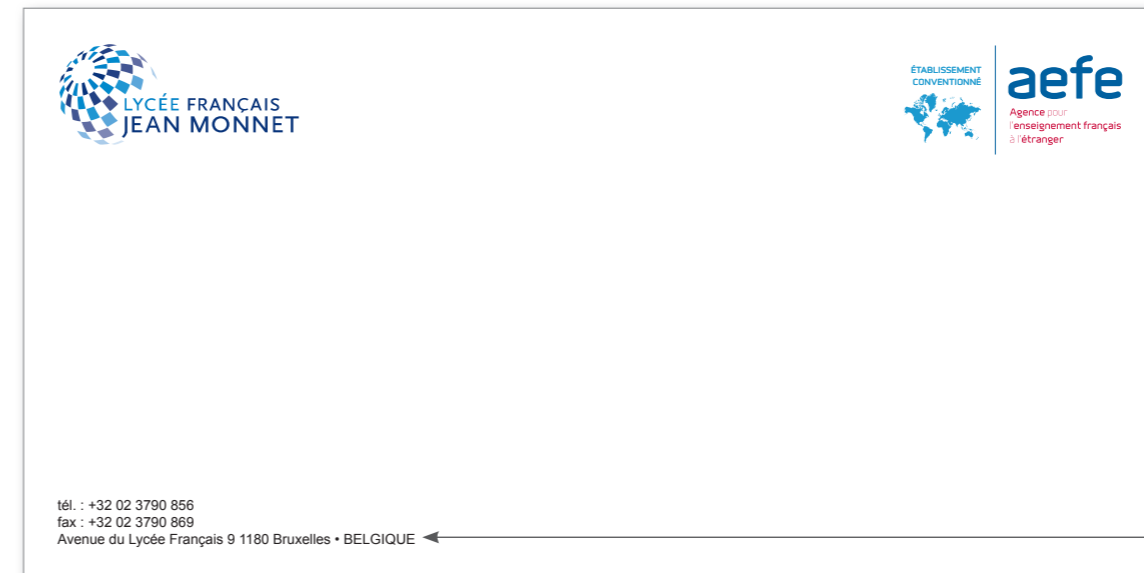 LYCÉE FRANÇAIS
JEAN MONNET
ÉTABLISSEMENT
CONVENTIONNÉ
aefe
Agence pour
l'enseignement français
à l'étranger
tél. : +32 02 3790 856
fax : +32 02 3790 869
Avenue du Lycée Français 9 1180 Bruxelles • BELGIQUE